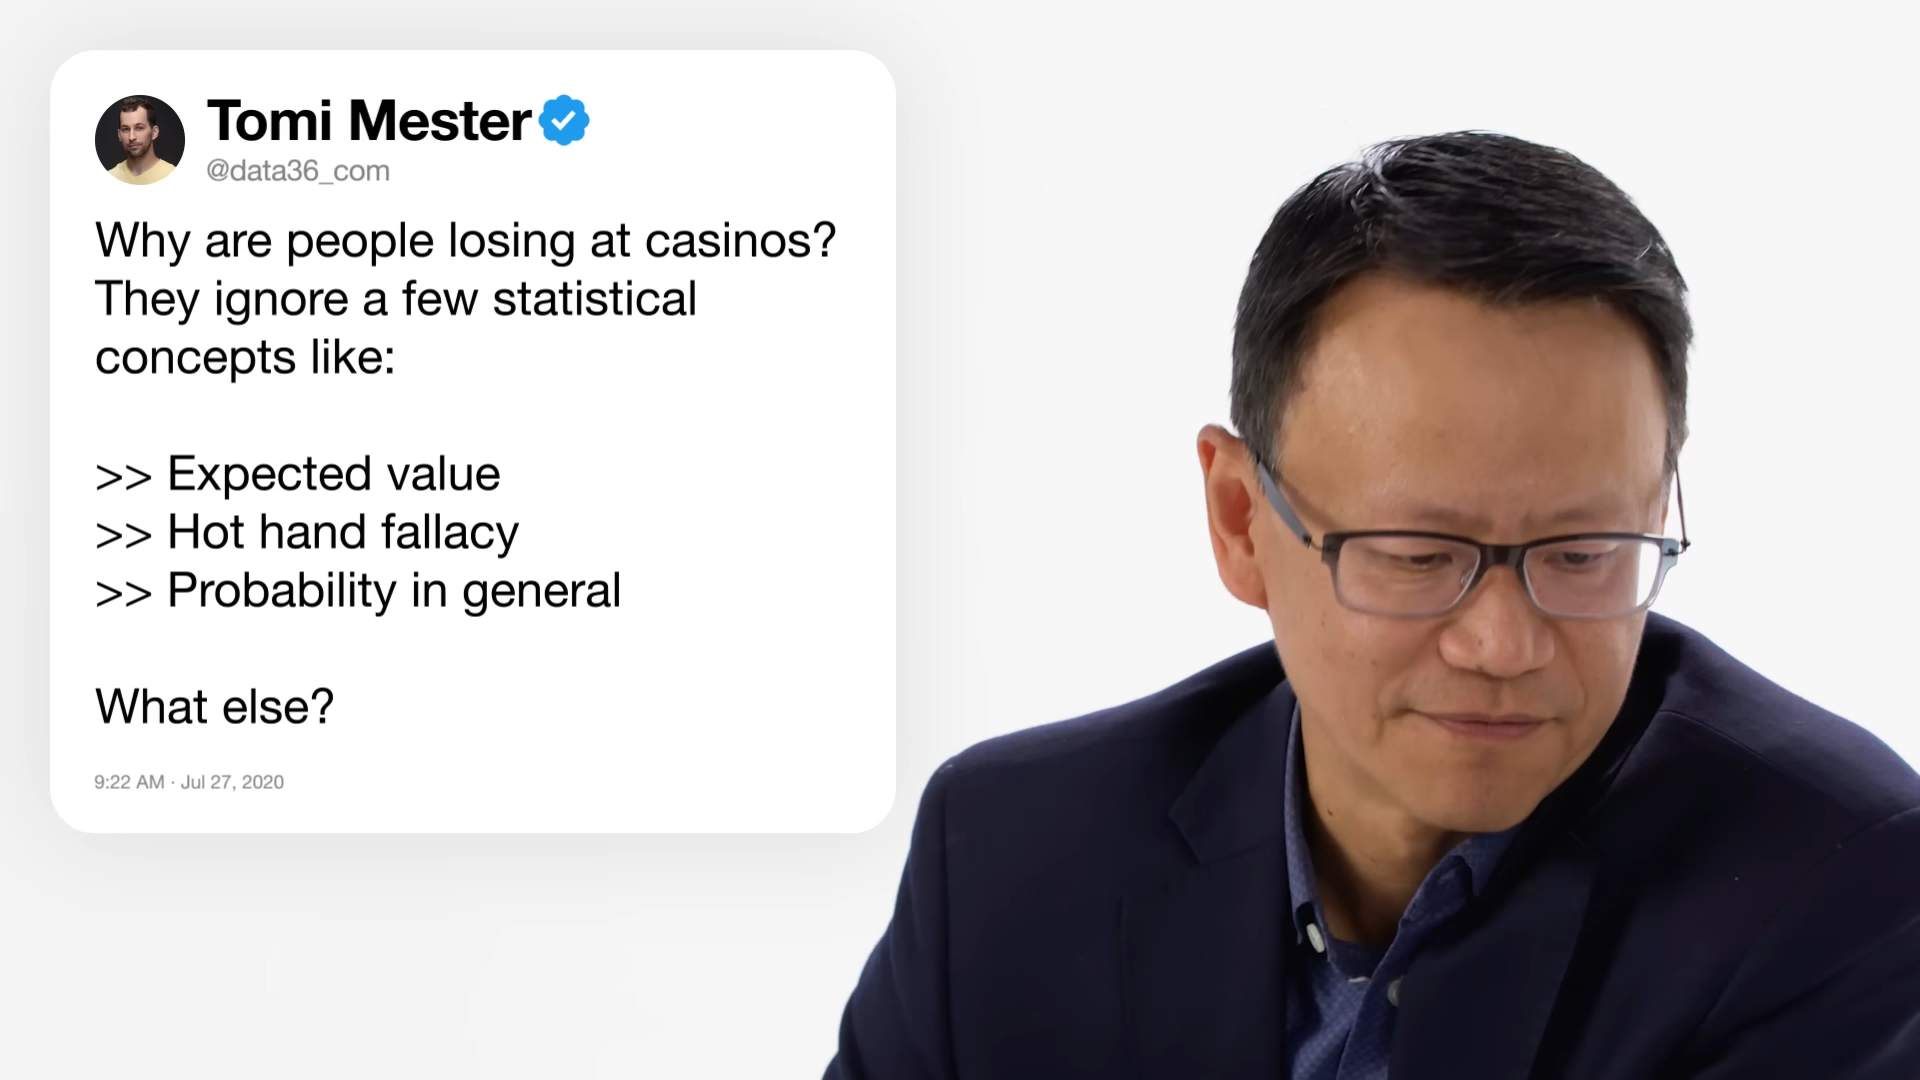 Tomi Mester
@data36_com
Why are people losing at casinos?
They ignore a few statistical
concepts like:
>> Expected value
>> Hot hand fallacy
>> Probability in general
What else?
9:22 AM · Jul 27, 2020